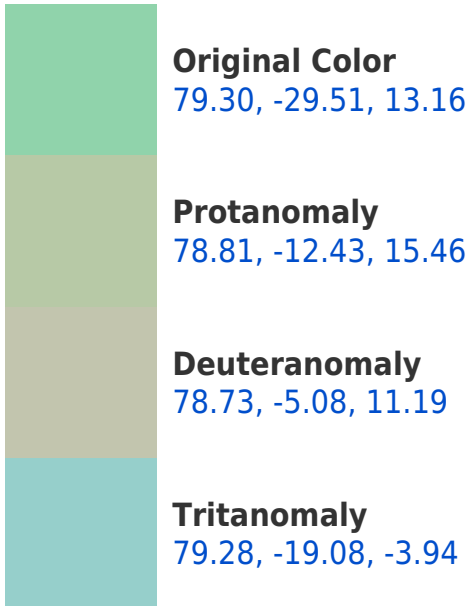 Original Color
79.30, -29.51, 13.16
Protanomaly
78.81, -12.43, 15.46
Deuteranomaly
78.73, -5.08, 11.19
Tritanomaly
79.28, -19.08, -3.94